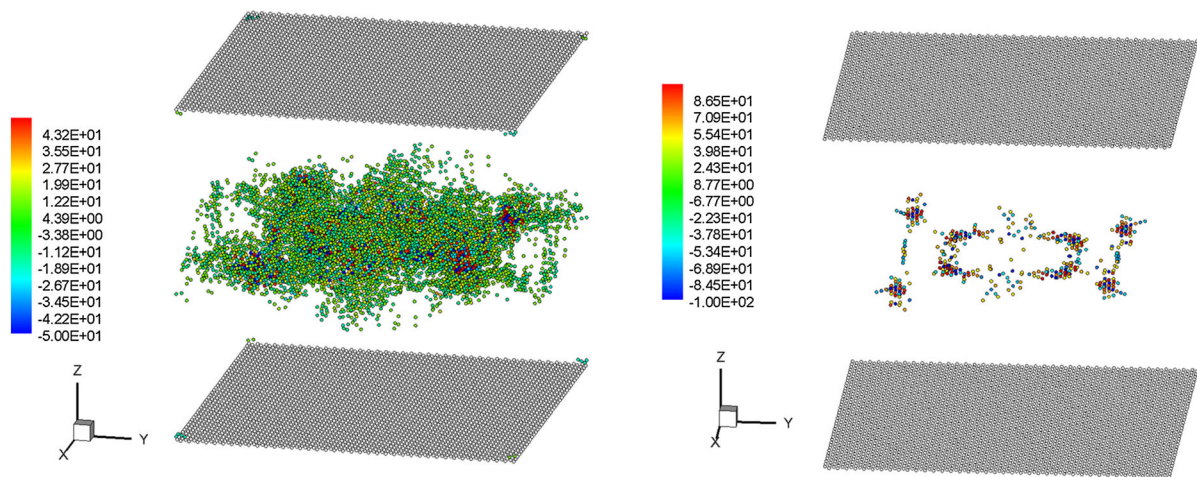 4.32E+01
3.55E+01
2.77E+01
1.99E+01
1.22E+01
4.39E+00
-3.38E+00
-1.12E+01
-1.89E+01
-2.67E+01
-3.45E+01
-4.22E+01
-5.00E+01
Z
Y
X
8.65E+01
7.09E+01
5.54E+01
3.98E+01
2.43E+01
8.77E+00
-6.77E+00
-2.23E+01
-3.78E+01
-5.34E+01
-6.89E+01
-8.45E+01
-1.00E+02
Z
Y
X